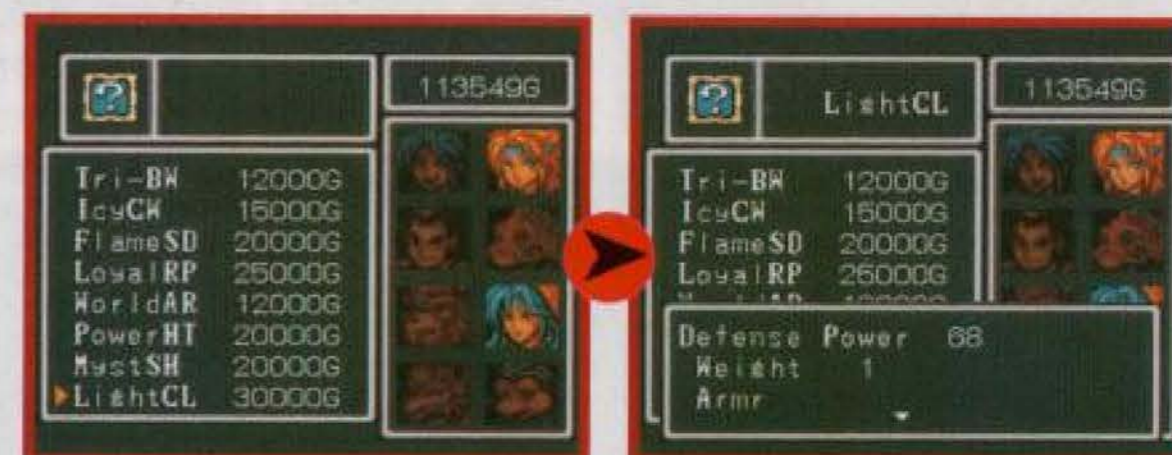 113549G
Tri-BW 12000G
IcyCW 15000G
FlameSD 20000G
LoyalRP 25000G
WorldAR 12000G
PowerHT 20000G
MystSH 20000G
LightCL 30000G
LightCL
113549G
Tri-BW 12000G
IcyCW 15000G
FlameSD 20000G
LoyalRP 25000G
Defense Power 68
Weight 1
Armr